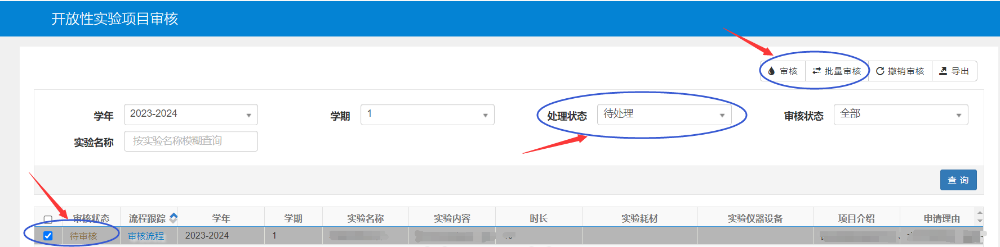 开放性实验项目审核
审核 批量审核 撤销审核 导出
学年 2023-2024 学期 1 处理状态 待处理 审核状态 全部
实验名称 按实验名称模糊查询
查 询
审核状态 流程跟踪 学年 学期 实验名称 实验内容 时长 实验耗材 实验仪器设备 项目介绍 申请理由
待审核 审核流程 2023-2024 1